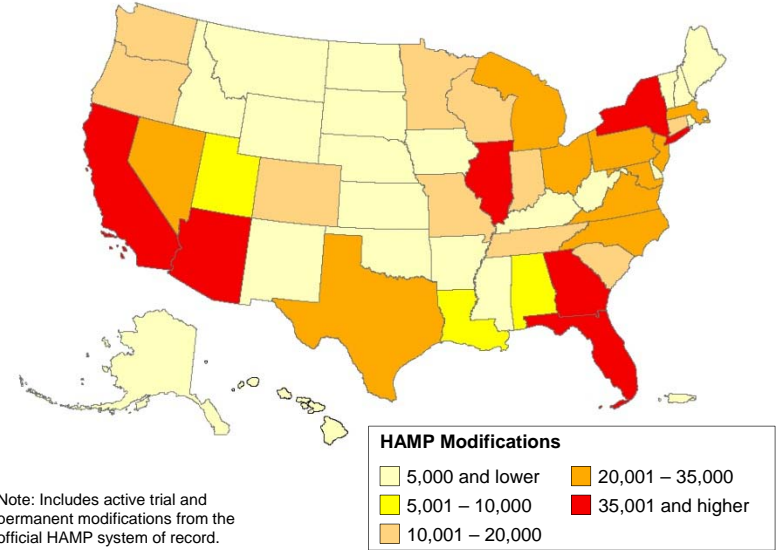 HAMP Modifications
5,000 and lower
20,001 – 35,000
5,001 – 10,000
35,001 and higher
10,001 – 20,000
Note: Includes active trial and
permanent modifications from the
official HAMP system of record.